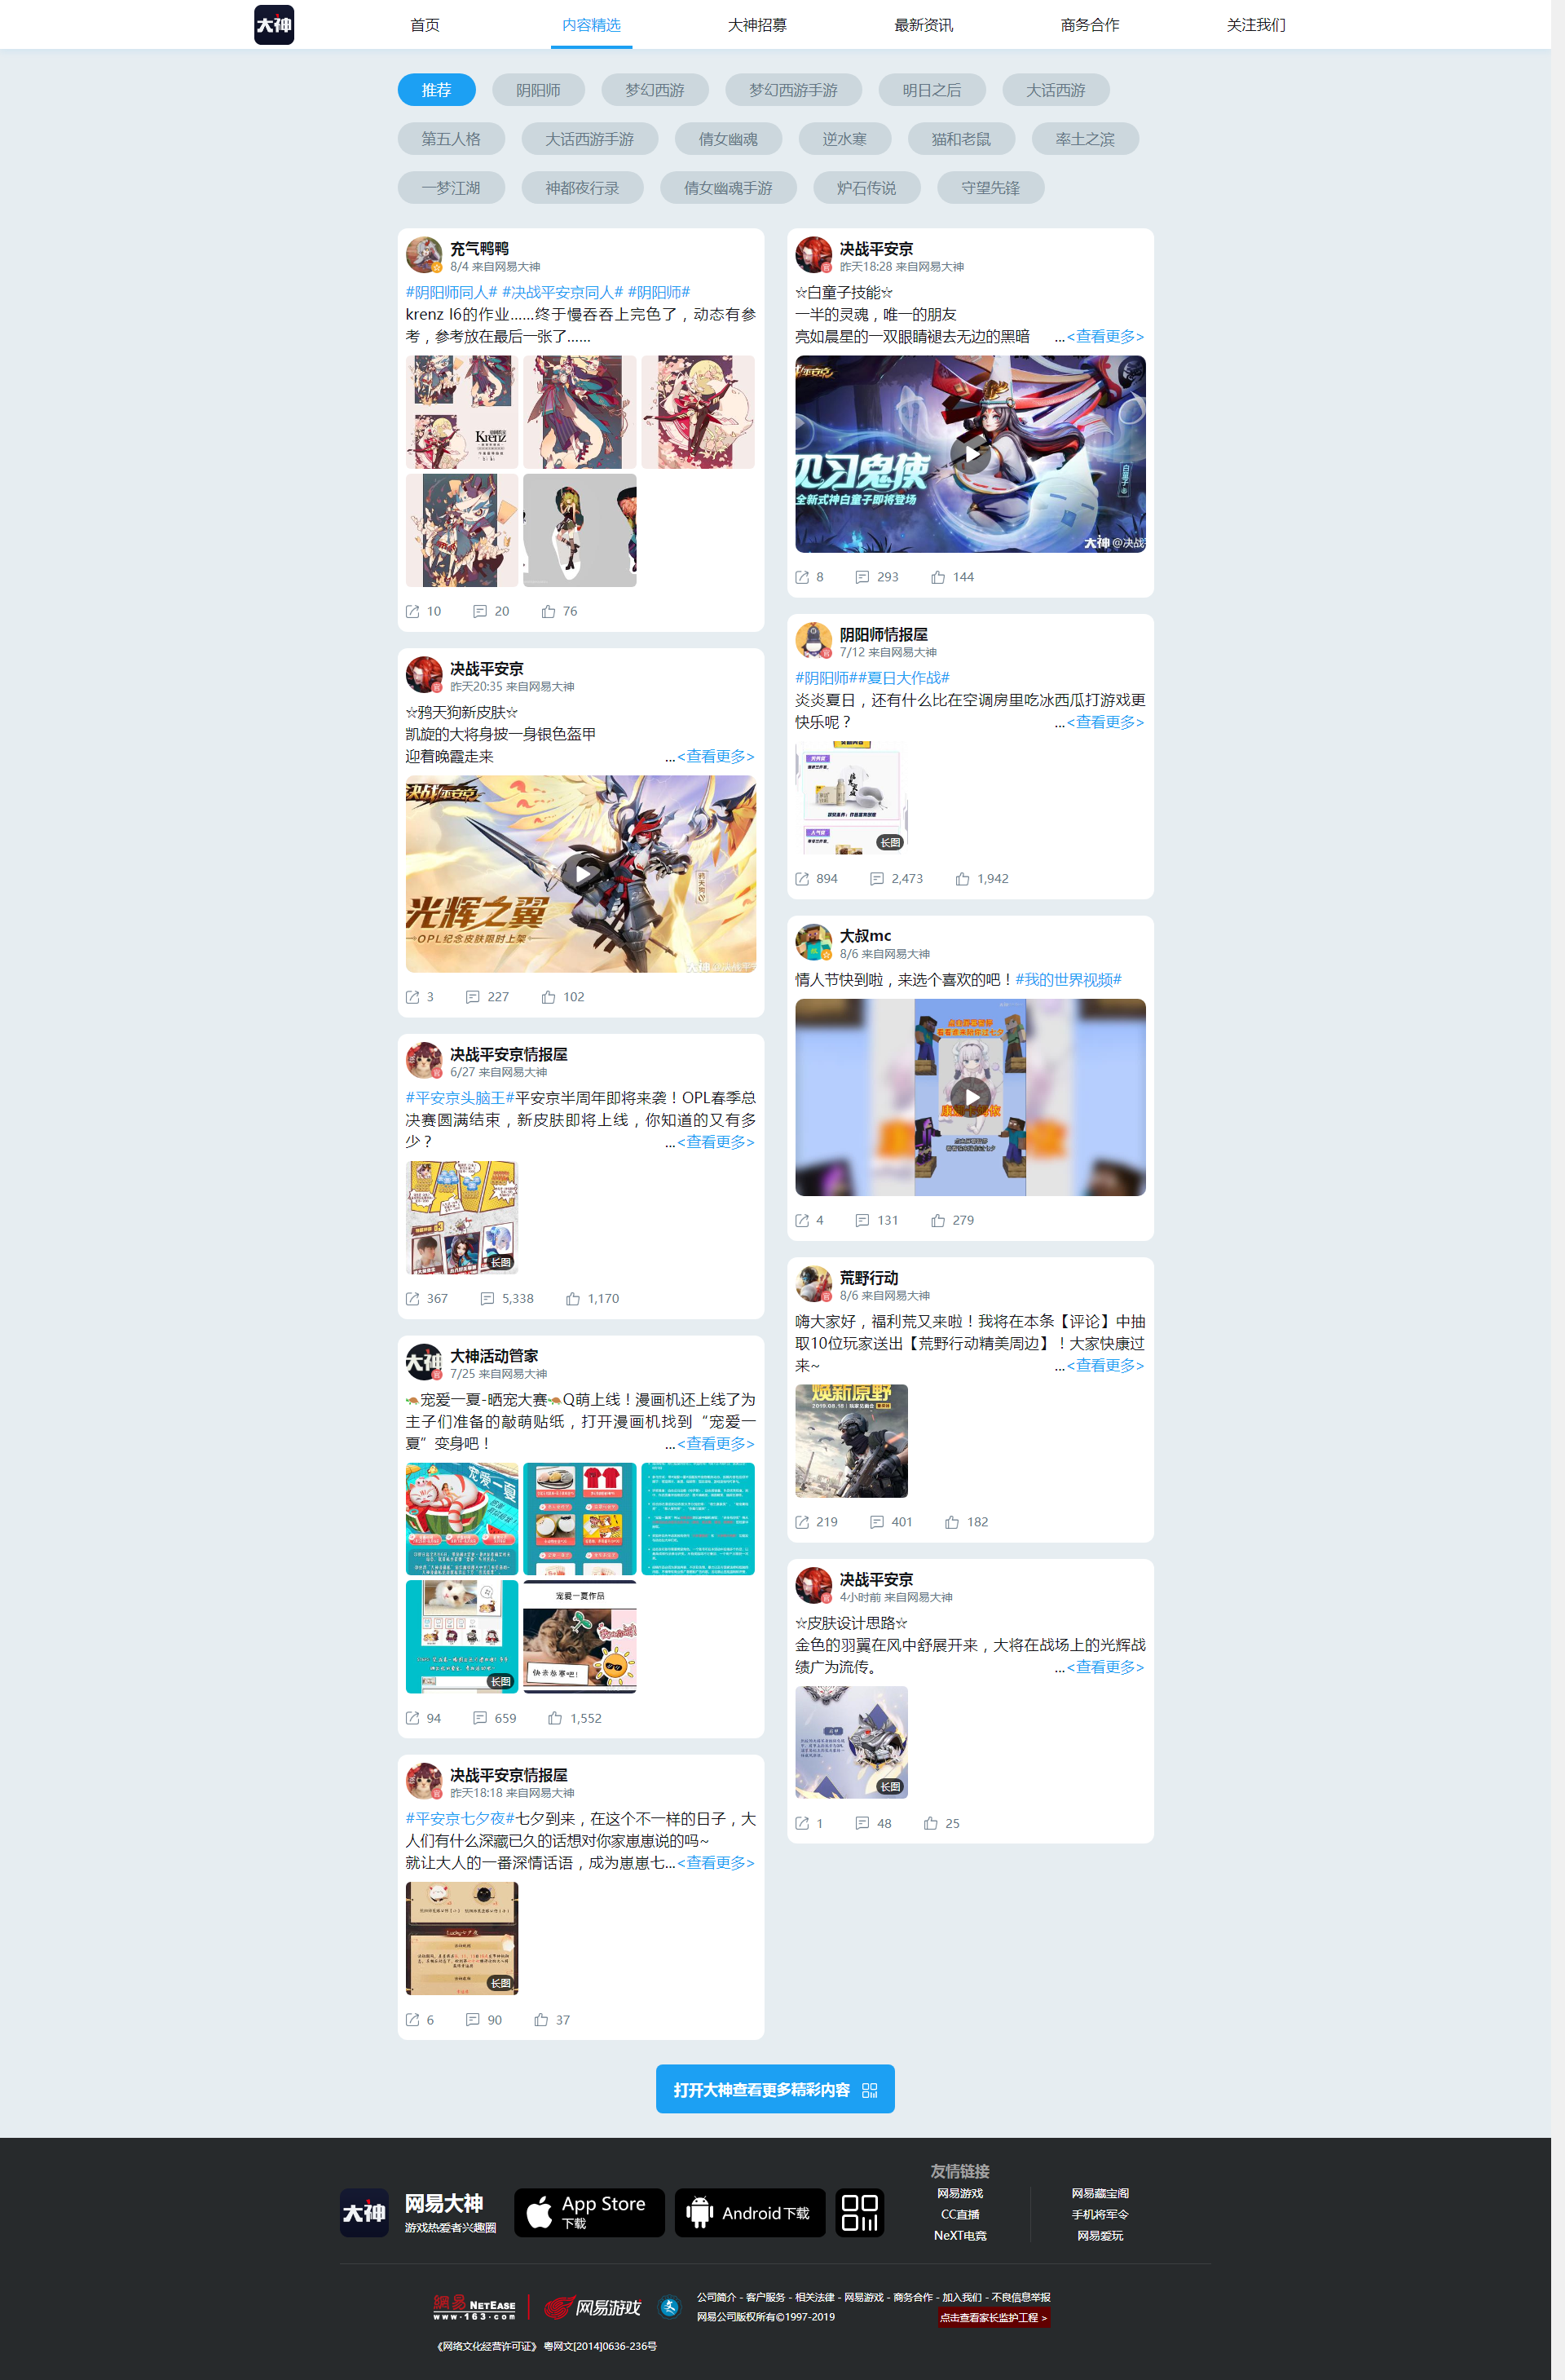 大神
首页
内容精选
大神招募
最新资讯
商务合作
关注我们
推荐
阴阳师
梦幻西游
梦幻西游手游
明日之后
大话西游
第五人格
大话西游手游
倩女幽魂
逆水寒
猫和老鼠
率土之滨
一梦江湖
神都夜行录
倩女幽魂手游
炉石传说
守望先锋
充气鸭鸭
8/4 来自网易大神
#阴阳师同人# #决战平安京同人# #阴阳师#
krenz l6的作业……终于慢吞吞上完色了，动态有参
考，参考放在最后一张了……
Krenz
10 20 76
决战平安京
昨天20:35 来自网易大神
☆鸦天狗新皮肤☆
凯旋的大将身披一身银色盔甲
迎着晚霞走来 ...<查看更多>
决战!平安京
鸦天狗
光辉之翼
OPL纪念皮肤限时上架
3 227 102
决战平安京情报屋
6/27 来自网易大神
#平安京头脑王#平安京半周年即将来袭！OPL春季总
决赛圆满结束，新皮肤即将上线，你知道的又有多
少？ ...<查看更多>
长图
367 5,338 1,170
大神活动管家
7/25 来自网易大神
🐢宠爱一夏-晒宠大赛🐢Q萌上线！漫画机还上线了为
主子们准备的敲萌贴纸，打开漫画机找到“宠爱一
夏”变身吧！ ...<查看更多>
宠爱一夏
长图
宠爱一夏作品
快去参赛吧!
94 659 1,552
决战平安京情报屋
昨天18:18 来自网易大神
#平安京七夕夜#七夕到来，在这个不一样的日子，大
人们有什么深藏已久的话想对你家崽崽说的吗~
就让大人的一番深情话语，成为崽崽七...<查看更多>
长图
6 90 37
决战平安京
昨天18:28 来自网易大神
☆白童子技能☆
一半的灵魂，唯一的朋友
亮如晨星的一双眼睛褪去无边的黑暗 ...<查看更多>
平安京
见习鬼使
全新式神白童子即将登场
白童子
大神 @决战
8 293 144
阴阳师情报屋
7/12 来自网易大神
#阴阳师##夏日大作战#
炎炎夏日，还有什么比在空调房里吃冰西瓜打游戏更
快乐呢？ ...<查看更多>
长图
894 2,473 1,942
大叔mc
8/6 来自网易大神
情人节快到啦，来选个喜欢的吧！#我的世界视频#
4 131 279
荒野行动
8/6 来自网易大神
嗨大家好，福利荒又来啦！我将在本条【评论】中抽
取10位玩家送出【荒野行动精美周边】！大家快康过
来~ ...<查看更多>
焕新原野
219 401 182
决战平安京
4小时前 来自网易大神
☆皮肤设计思路☆
金色的羽翼在风中舒展开来，大将在战场上的光辉战
绩广为流传。 ...<查看更多>
长图
1 48 25
打开大神查看更多精彩内容
大神
网易大神
游戏热爱者兴趣圈
App Store
下载
Android下载
友情链接
网易游戏
网易藏宝阁
CC直播
手机将军令
NeXT电竞
网易爱玩
網易 NETEASE
www.163.com
网易游戏
公司简介 - 客户服务 - 相关法律 - 网易游戏 - 商务合作 - 加入我们 - 不良信息举报
网易公司版权所有©1997-2019
点击查看家长监护工程 >
《网络文化经营许可证》 粤网文[2014]0636-236号